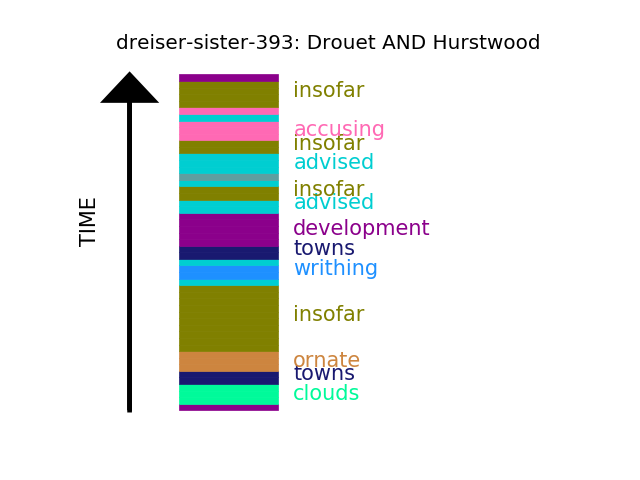 dreiser-sister-393: Drouet AND Hurstwood
TIME
insofar
accusing
insofar
advised
insofar
advised
development
towns
writhing
insofar
ornate
towns
clouds